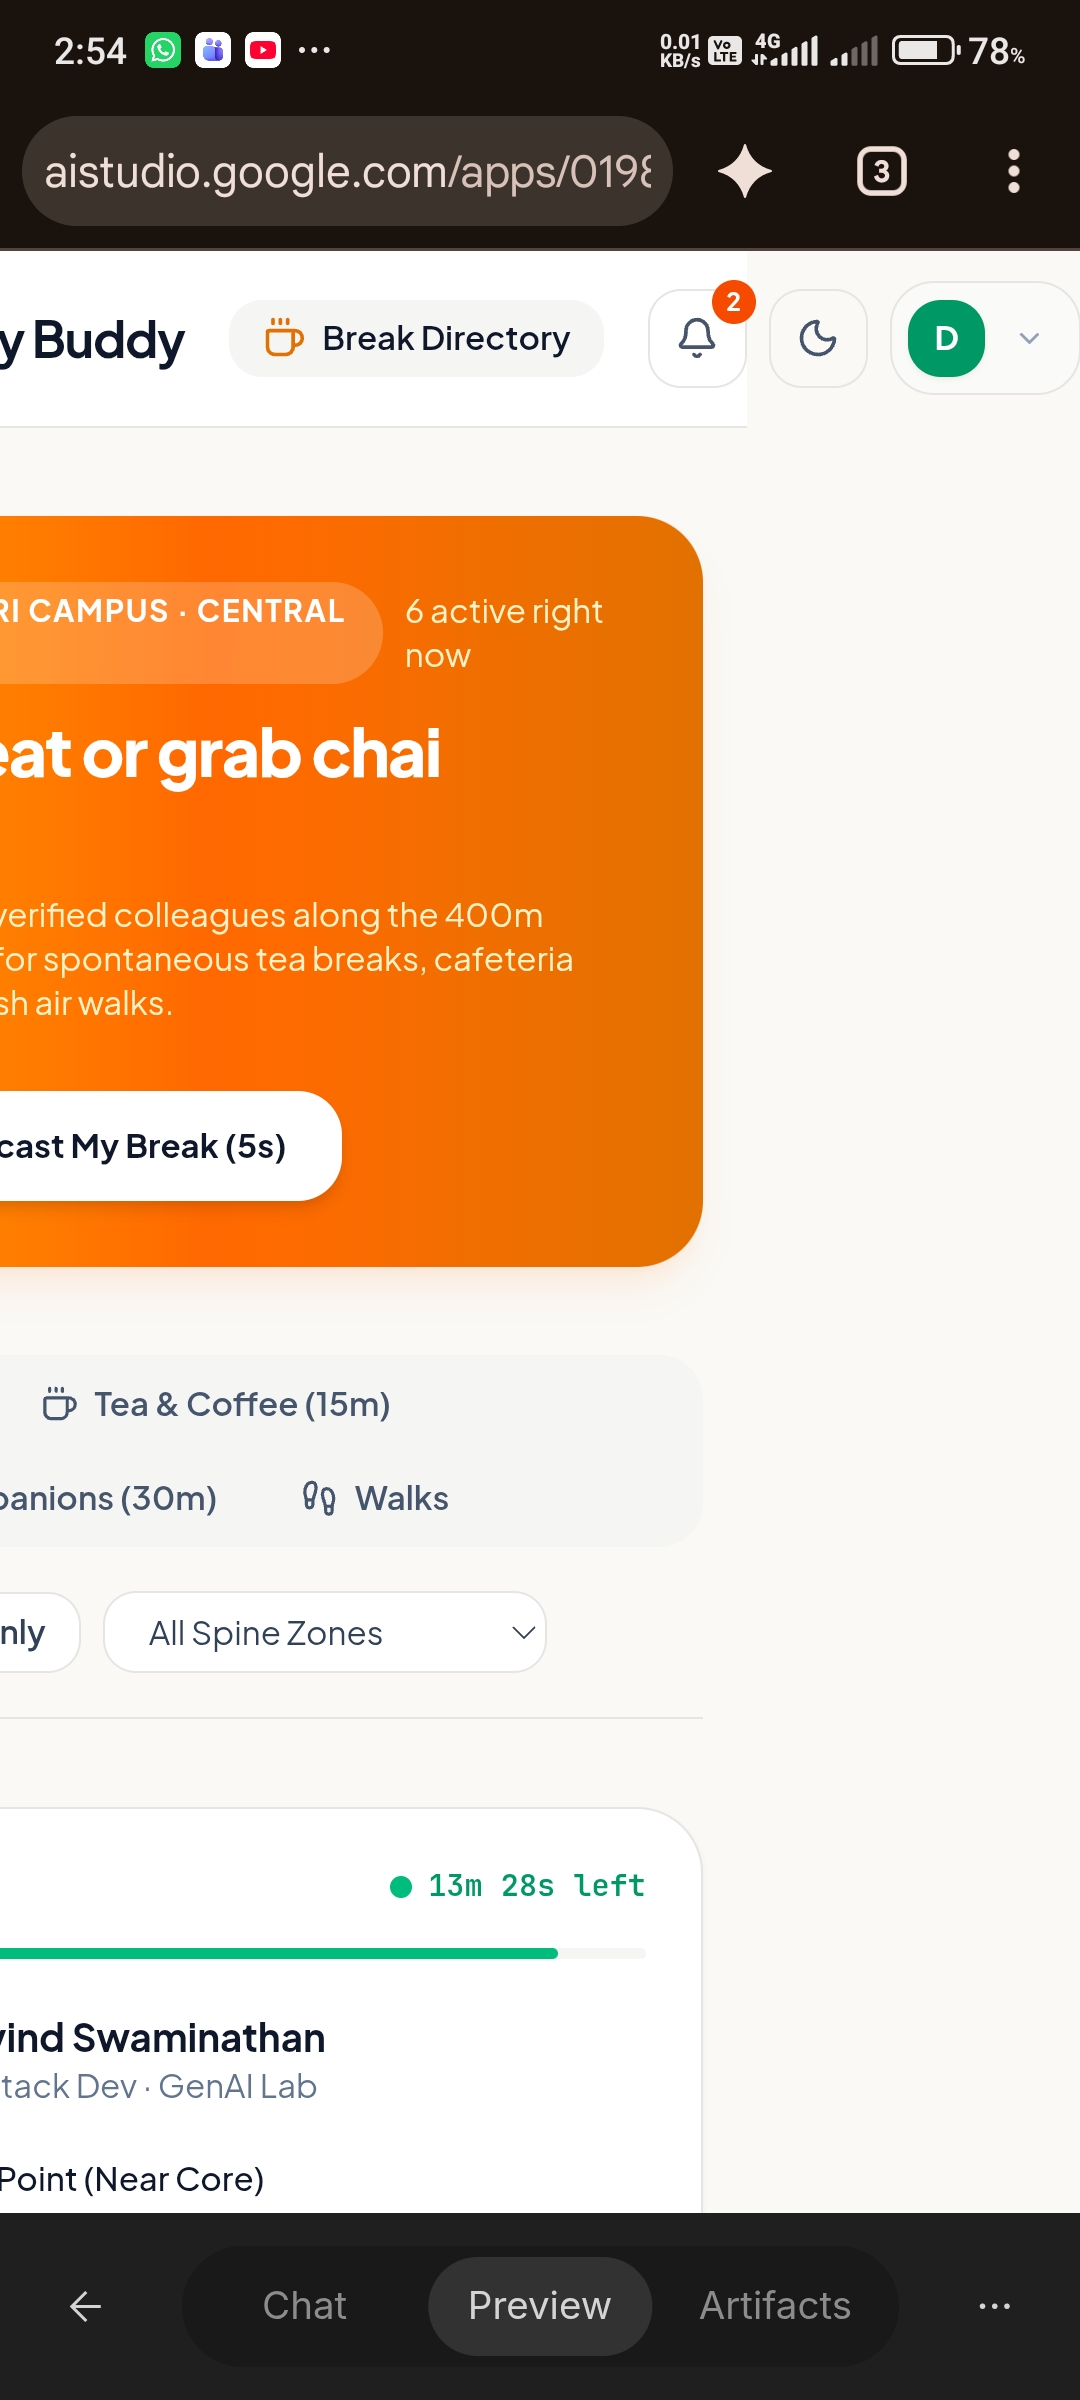 2:54
0.01 KB/s
Vo LTE
4G
78%
aistudio.google.com/apps/019
3
y Buddy
Break Directory
2
D
RI CAMPUS · CENTRAL
6 active right
now
eat or grab chai
verified colleagues along the 400m
for spontaneous tea breaks, cafeteria
sh air walks.
cast My Break (5s)
Tea & Coffee (15m)
panions (30m)
Walks
nly
All Spine Zones
13m 28s left
vind Swaminathan
tack Dev · GenAI Lab
Point (Near Core)
Chat
Preview
Artifacts